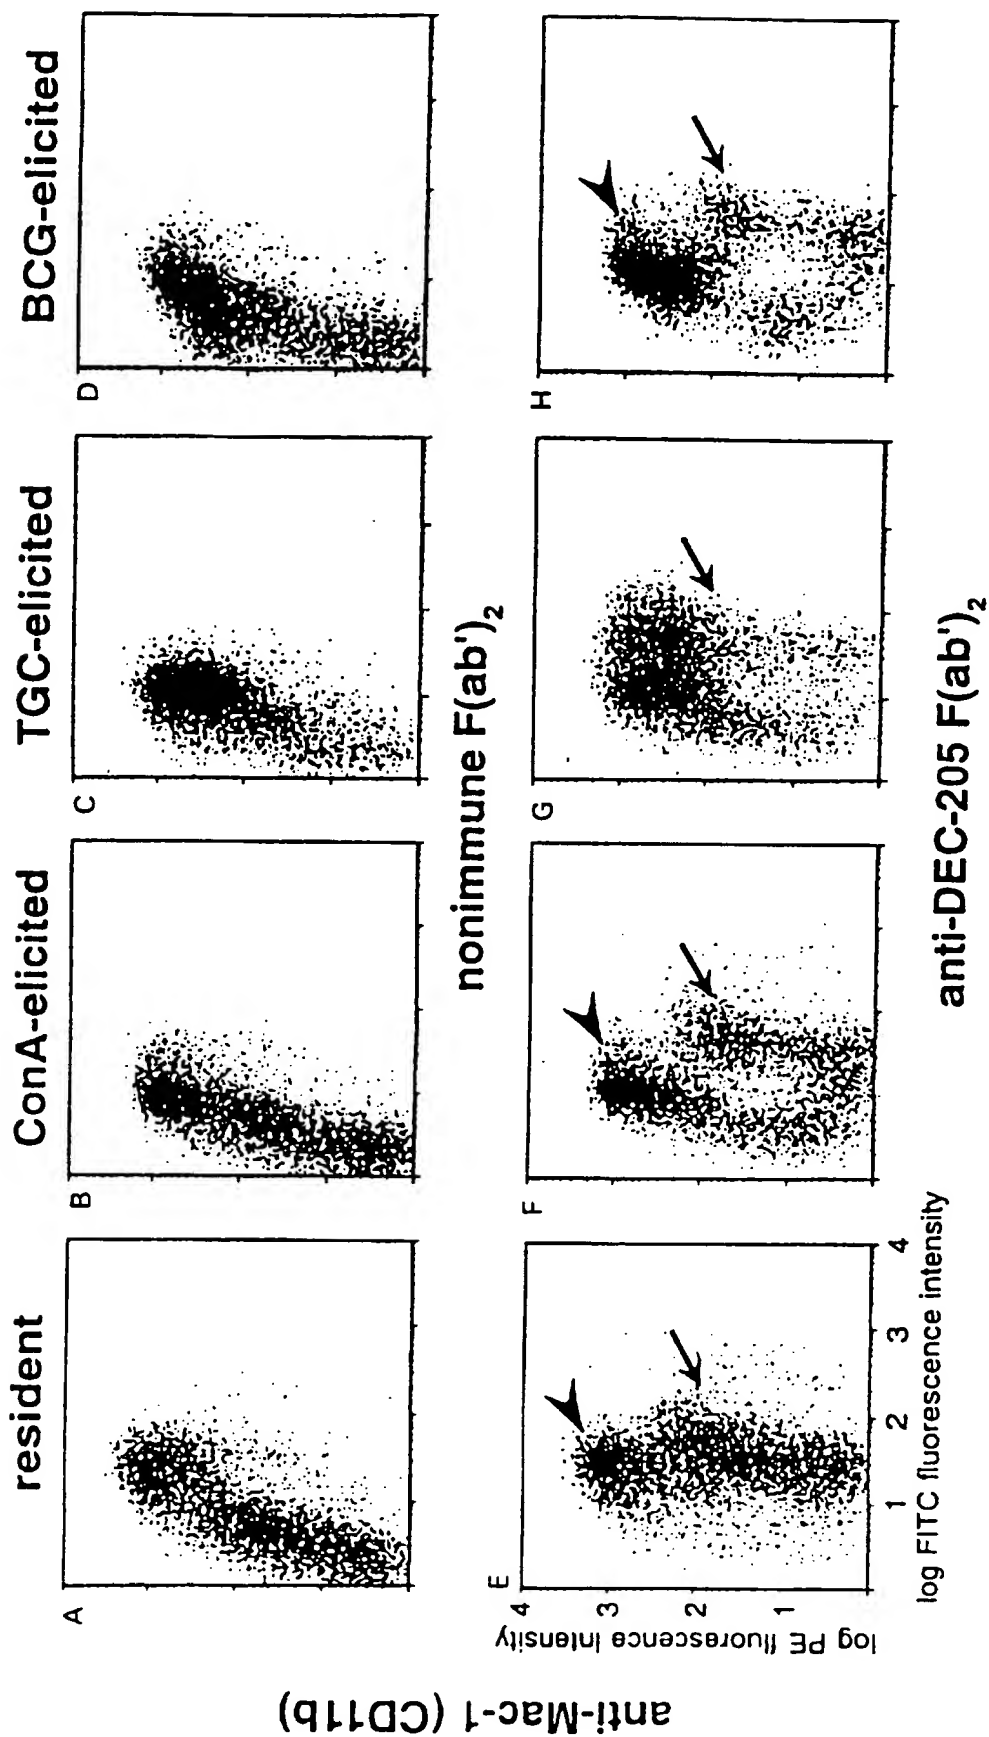 resident
ConA-elicited
TGC-elicited
BCG-elicited
A
B
C
D
nonimmune F(ab')2
E
F
G
H
4
3
2
1
log PE fluorescence intensity
1
2
3
4
log FITC fluorescence intensity
anti-DEC-205 F(ab')2
anti-Mac-1 (CD11b)